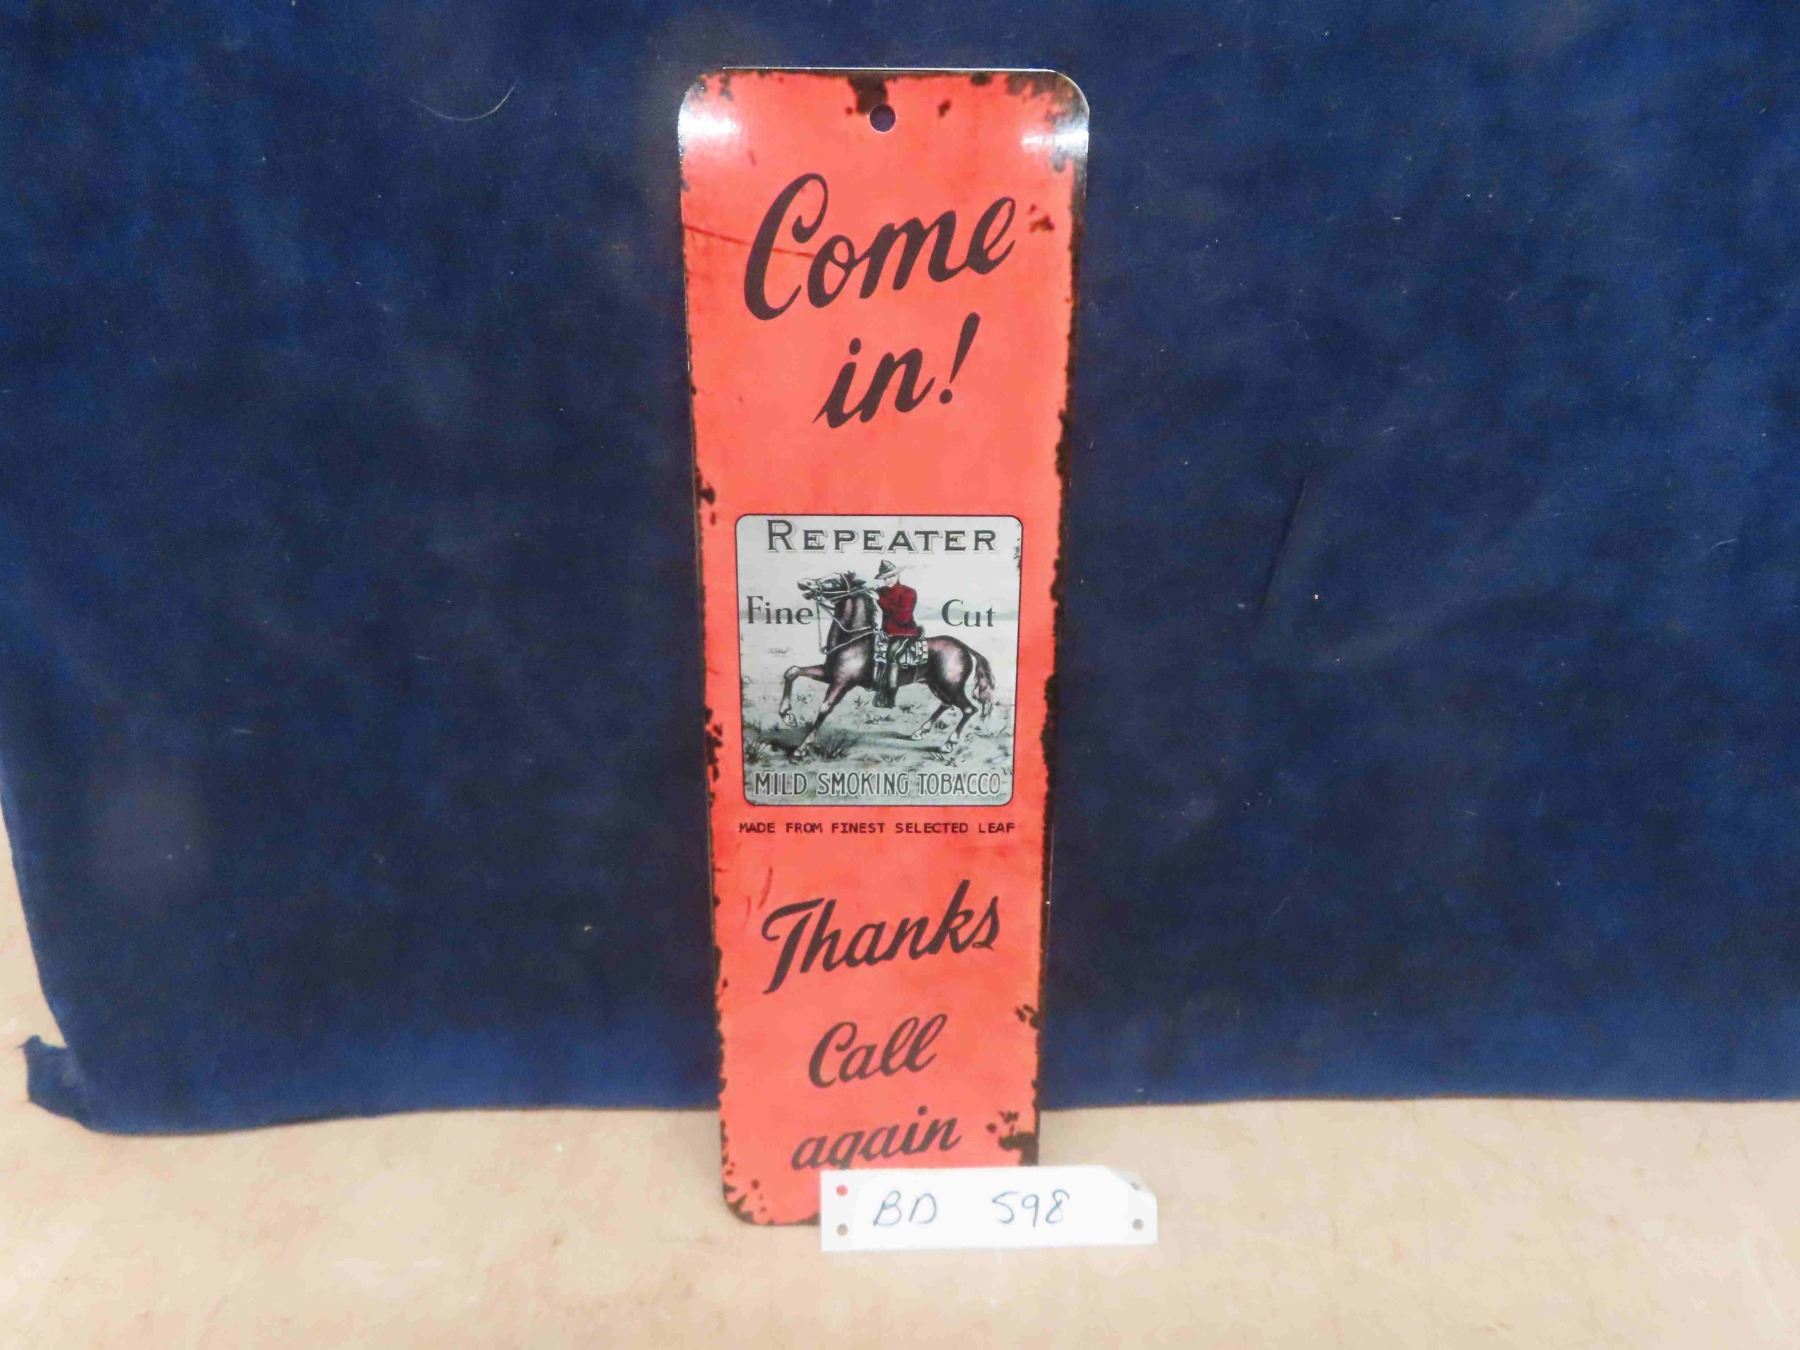 Come
in!
REPEATER
Fine Cut
MILD SMOKING TOBACCO
MADE FROM FINEST SELECTED LEAF
Thanks
Call
again
BD 598